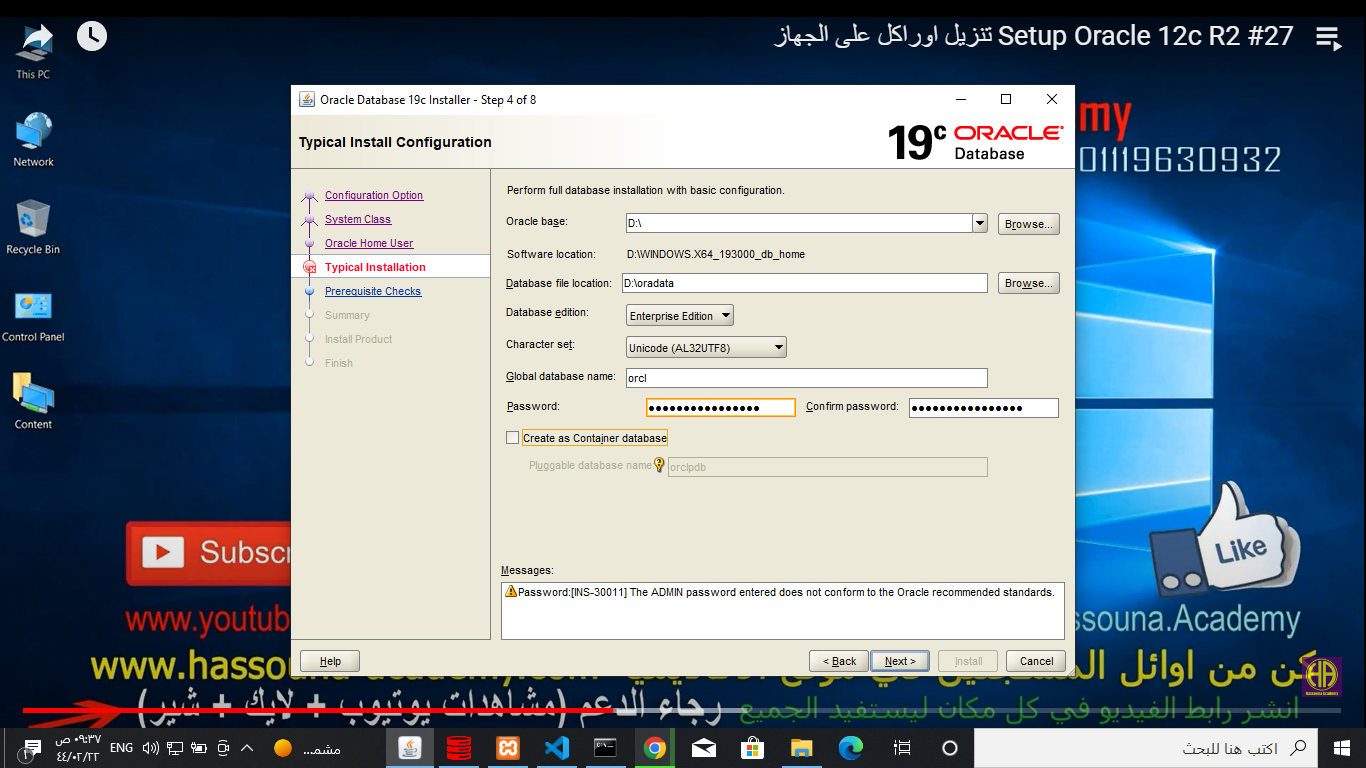 Setup Oracle 12c R2 #27 تنزيل اوراكل على الجهاز
This PC
Network
Recycle Bin
Control Panel
Content
my
01119630932
Oracle Database 19c Installer - Step 4 of 8
Typical Install Configuration
19c ORACLE
Database
Configuration Option
System Class
Oracle Home User
Typical Installation
Prerequisite Checks
Summary
Install Product
Finish
Perform full database installation with basic configuration.
Oracle base: D:\ Browse...
Software location: D:\WINDOWS.X64_193000_db_home
Database file location: D:\oradata Browse...
Database edition: Enterprise Edition
Character set: Unicode (AL32UTF8)
Global database name: orcl
Password: •••••••••••••••• Confirm password: ••••••••••••••••
Create as Container database
Pluggable database name: orclpdb
Messages:
Password:[INS-30011] The ADMIN password entered does not conform to the Oracle recommended standards.
Help < Back Next > Install Cancel
Subscr
Like
www.youtub
ssouna.Academy
www.hasso
كن من اوائل
رجاء الدعم (مشاهدات يوتيوب + لايك + شير)
انشر رابط الفيديو في كل مكان ليستفيد الجميع
HA
Hassouna Academy
٠٩:٣٧ ص
٤٤/٠٢/٢٢
ENG
مشمـ...
اكتب هنا للبحث